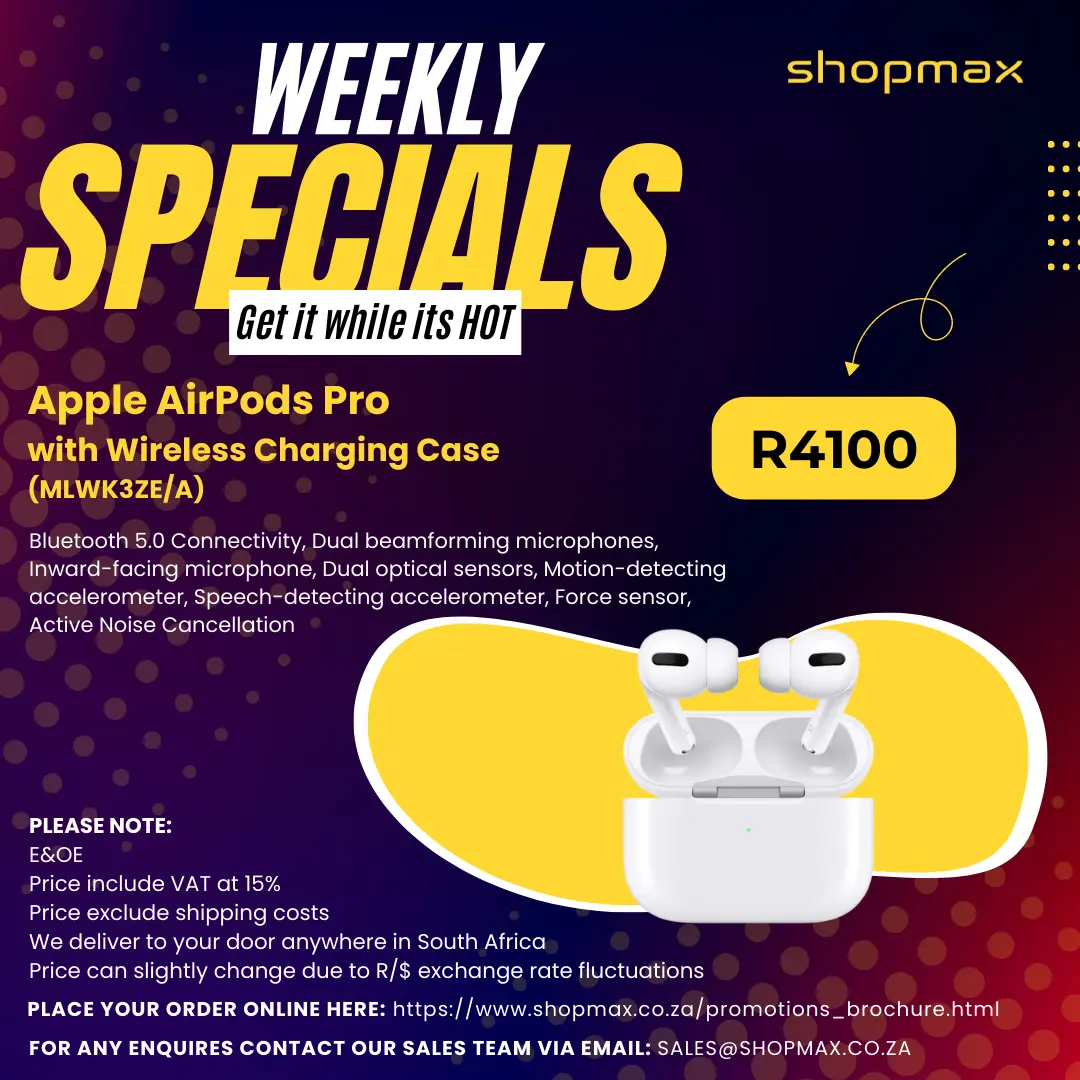 WEEKLY
shopmax
SPECIALS
Get it while its HOT
Apple AirPods Pro
with Wireless Charging Case
(MLWK3ZE/A)
R4100
Bluetooth 5.0 Connectivity, Dual beamforming microphones,
Inward-facing microphone, Dual optical sensors, Motion-detecting
accelerometer, Speech-detecting accelerometer, Force sensor,
Active Noise Cancellation
PLEASE NOTE:
E&OE
Price include VAT at 15%
Price exclude shipping costs
We deliver to your door anywhere in South Africa
Price can slightly change due to R/$ exchange rate fluctuations
PLACE YOUR ORDER ONLINE HERE: https://www.shopmax.co.za/promotions_brochure.html
FOR ANY ENQUIRES CONTACT OUR SALES TEAM VIA EMAIL: SALES@SHOPMAX.CO.ZA